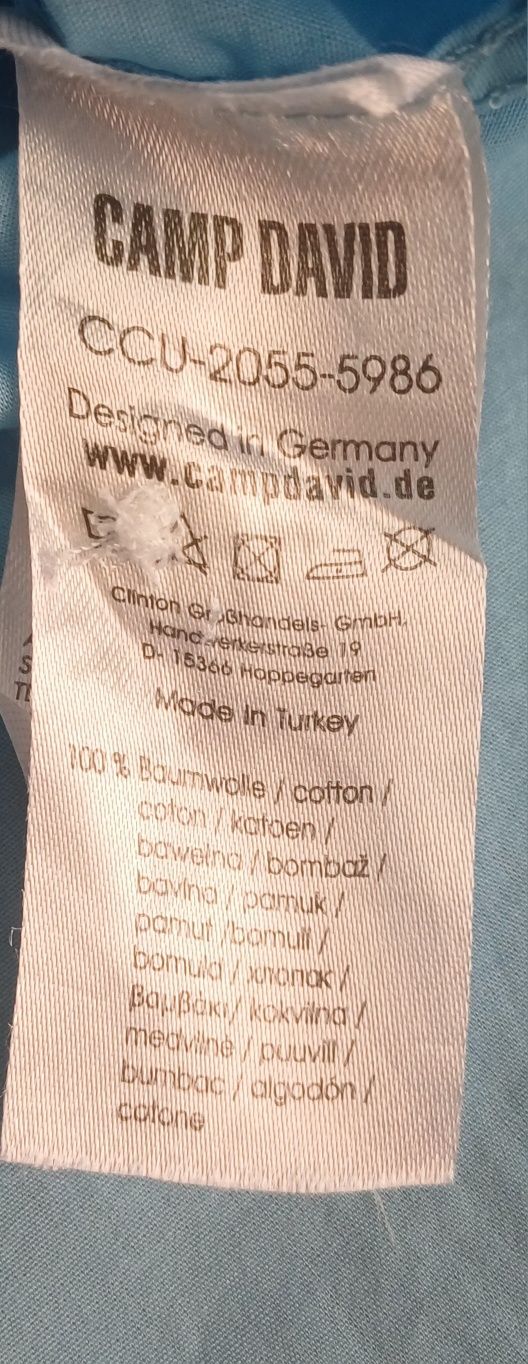 CAMP DAVID
CCU-2055-5986
Designed in Germany
www.campdavid.de
Clinton Großhandels- GmbH.
Handwerkerstraße 19
D- 15366 Hoppegarten
Made in Turkey
100 % Baumwolle / cotton /
coton / katoen /
bawełna / bombaž /
bavlna / pamuk /
pamut /bomull /
bomuld / хлопок /
βαμβάκι / kokvilna /
medvilnė / puuvill /
bumbac / algodón /
cotone